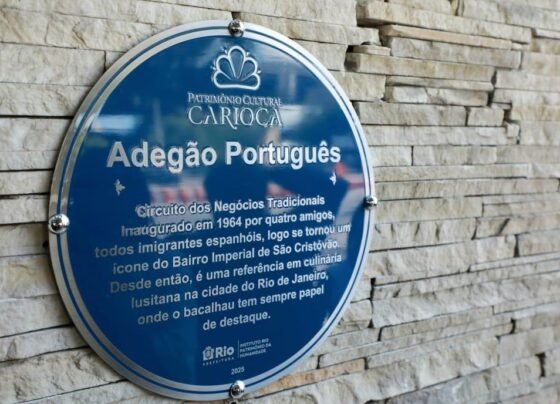 PATRIMÔNIO CULTURAL
CARIOCA
Adegão Português
Circuito dos Negócios Tradicionais
Inaugurado em 1964 por quatro amigos,
todos imigrantes espanhóis, logo se tornou um
ícone do Bairro Imperial de São Cristóvão.
Desde então, é uma referência em culinária
lusitana na cidade do Rio de Janeiro,
onde o bacalhau tem sempre papel
de destaque.
Rio
PREFEITURA
INSTITUTO RIO
PATRIMÔNIO DA
HUMANIDADE
2025